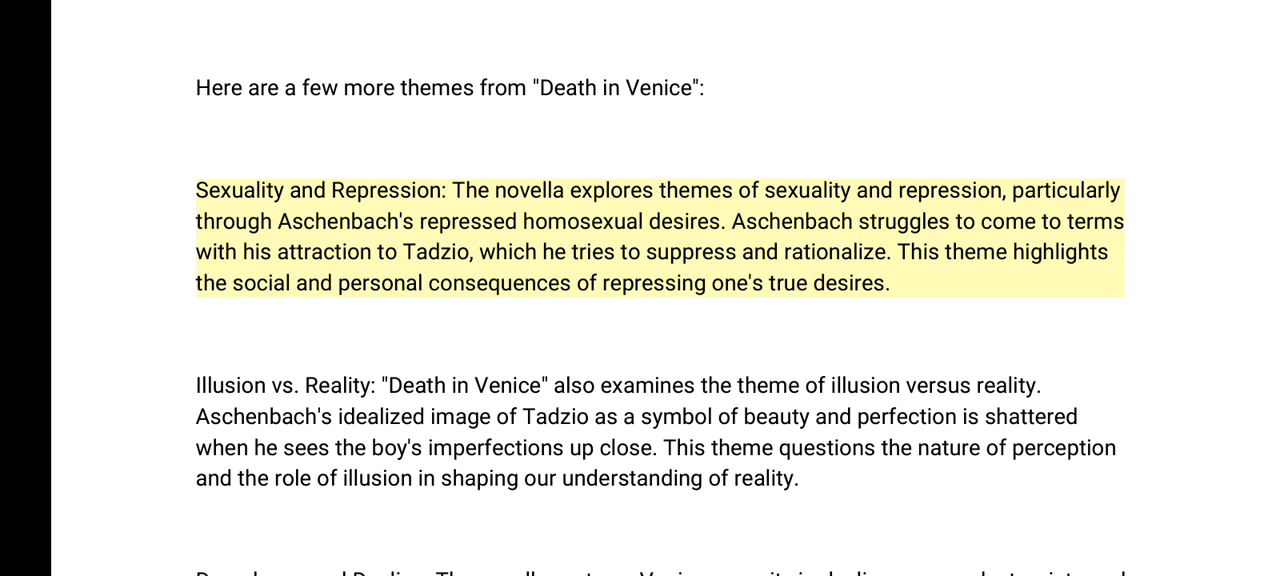 Here are a few more themes from "Death in Venice":
Sexuality and Repression: The novella explores themes of sexuality and repression, particularly
through Aschenbach's repressed homosexual desires. Aschenbach struggles to come to terms
with his attraction to Tadzio, which he tries to suppress and rationalize. This theme highlights
the social and personal consequences of repressing one's true desires.
Illusion vs. Reality: "Death in Venice" also examines the theme of illusion versus reality.
Aschenbach's idealized image of Tadzio as a symbol of beauty and perfection is shattered
when he sees the boy's imperfections up close. This theme questions the nature of perception
and the role of illusion in shaping our understanding of reality.